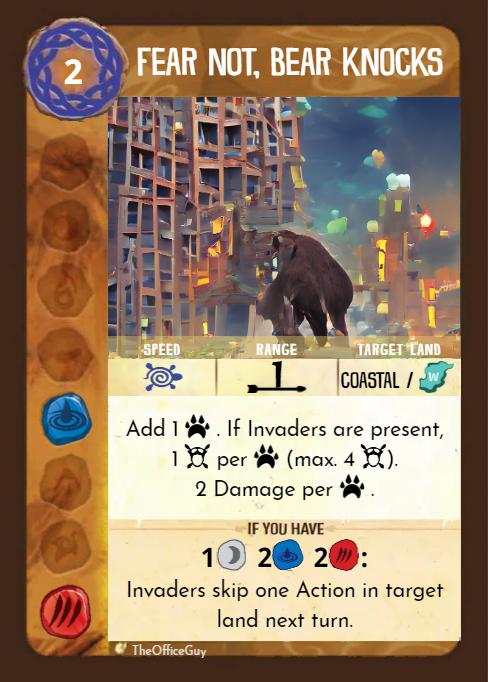 2
FEAR NOT, BEAR KNOCKS
SPEED RANGE TARGET LAND
1 COASTAL / W
Add 1 . If Invaders are present,
1 per (max. 4 ).
2 Damage per .
IF YOU HAVE
1 2 2 :
Invaders skip one Action in target
land next turn.
TheOfficeGuy